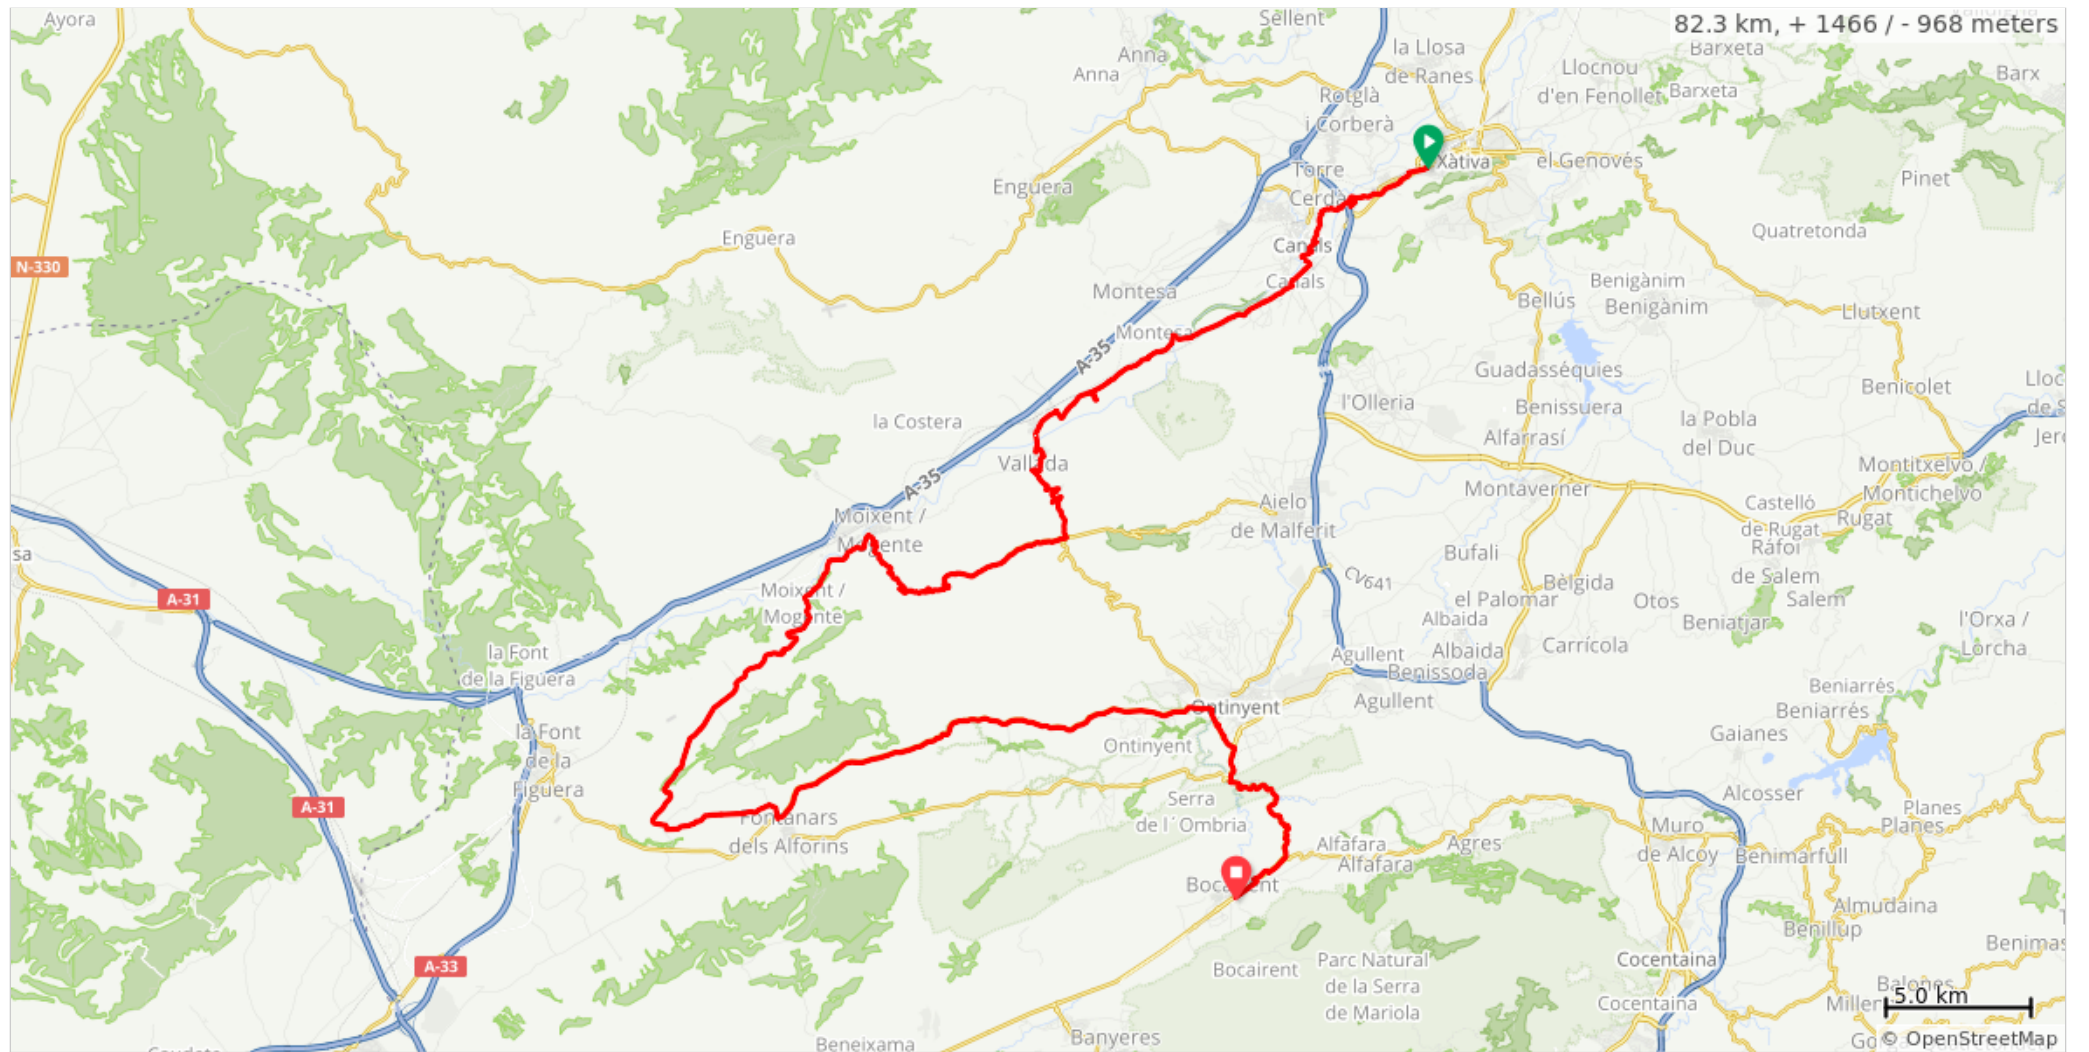 Ayora
Sellent
82.3 km, + 1466 / - 968 meters
Anna
Anna
la Llosa
de Ranes
Barxeta
Llocnou
d'en Fenollet
Barxeta
Barx
Rotglà
i Corberà
Xàtiva
el Genovés
Torre
Cerdà
Pinet
Enguera
Enguera
Quatretonda
Canals
Canals
N-330
Montesa
Montesa
Bellús
Benigànim
Benigànim
Llutxent
A-35
Guadasséquies
Benissuera
Benicolet
l'Olleria
la Pobla
del Duc
la Costera
Alfarrasí
Vallada
Montitxelvo /
Montichelvo
A-35
Montaverner
Aielo
de Malferit
Castelló
de Rugat
Rugat
Moixent /
Mogente
Ráfol
de Salem
Salem
Bufali
CV641
Bèlgida
A-31
Moixent /
Mogente
el Palomar
Otos
Albaida
Beniatjar
l'Orxa /
Lorcha
la Font
de la Figuera
Agullent
Albaida
Carrícola
Benissoda
Agullent
Beniarrés
Beniarrés
Ontinyent
Ontinyent
la Font
de la
Figuera
Gaianes
A-31
Serra
de l´Ombria
Alcosser
Planes
Planes
Fontanars
dels Alforins
Muro
de Alcoy
Benimarfull
Alfafara
Alfafara
Agres
Bocairent
Almudaina
Benillup
A-33
Bocairent
Parc Natural
de la Serra
de Mariola
Cocentaina
Cocentaina
Balones
5.0 km
Beneixama
Banyeres
© OpenStreetMap